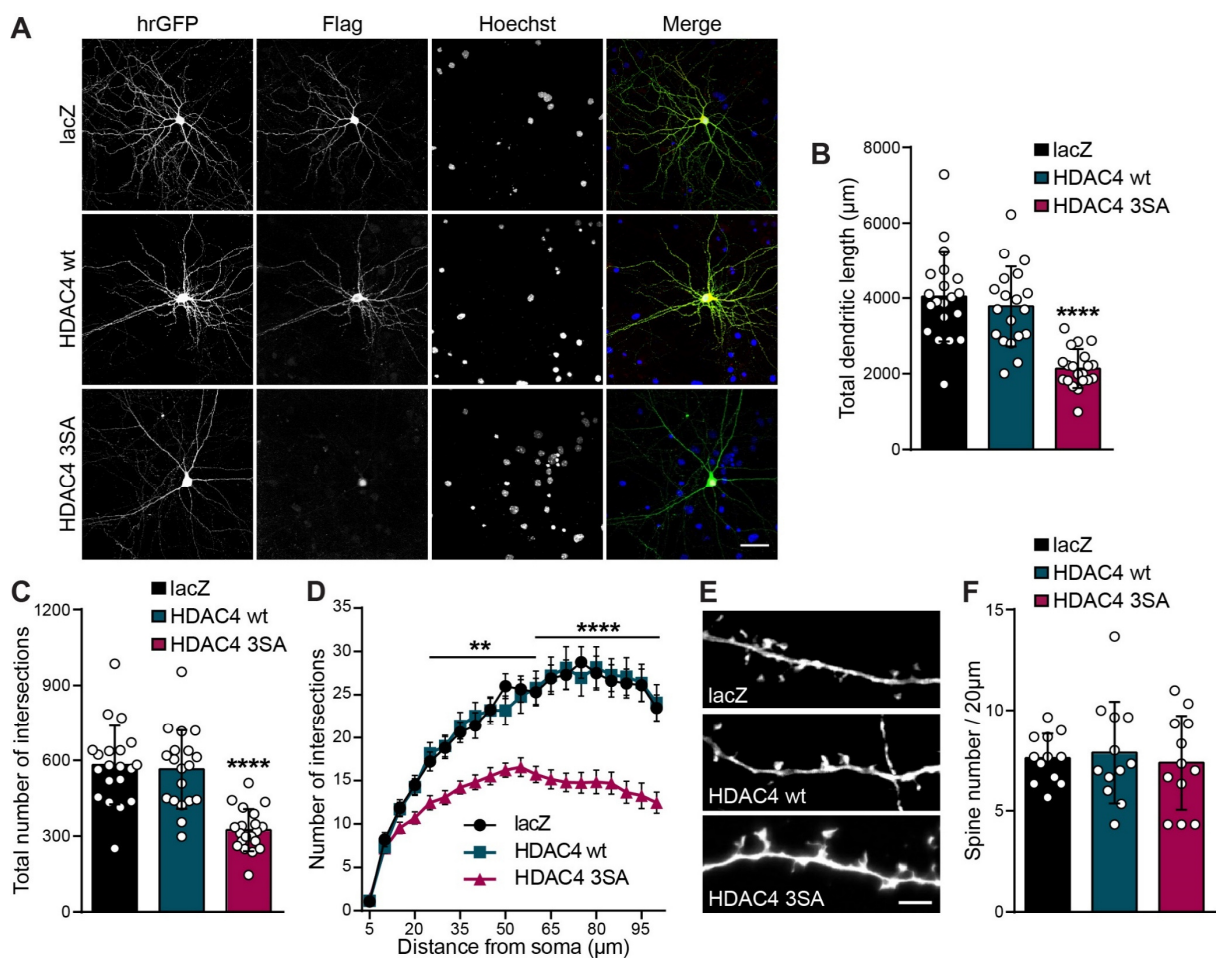 A
hrGFP Flag Hoechst Merge
lacZ
HDAC4 wt
HDAC4 3SA
B
lacZ
HDAC4 wt
HDAC4 3SA
Total dendritic length (µm)
8000
6000
4000
2000
0
****
C
lacZ
HDAC4 wt
HDAC4 3SA
Total number of intersections
1200
900
600
300
0
****
D
Number of intersections
35
30
25
20
15
10
5
0
** ****
lacZ
HDAC4 wt
HDAC4 3SA
5 20 35 50 65 80 95
Distance from soma (µm)
E
lacZ
HDAC4 wt
HDAC4 3SA
F
lacZ
HDAC4 wt
HDAC4 3SA
Spine number / 20µm
15
10
5
0